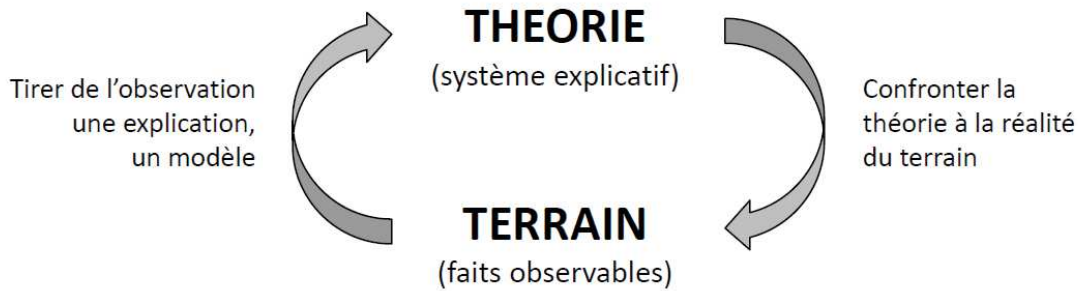 THEORIE
(système explicatif)
Tirer de l’observation
une explication,
un modèle
Confronter la
théorie à la réalité
du terrain
TERRAIN
(faits observables)